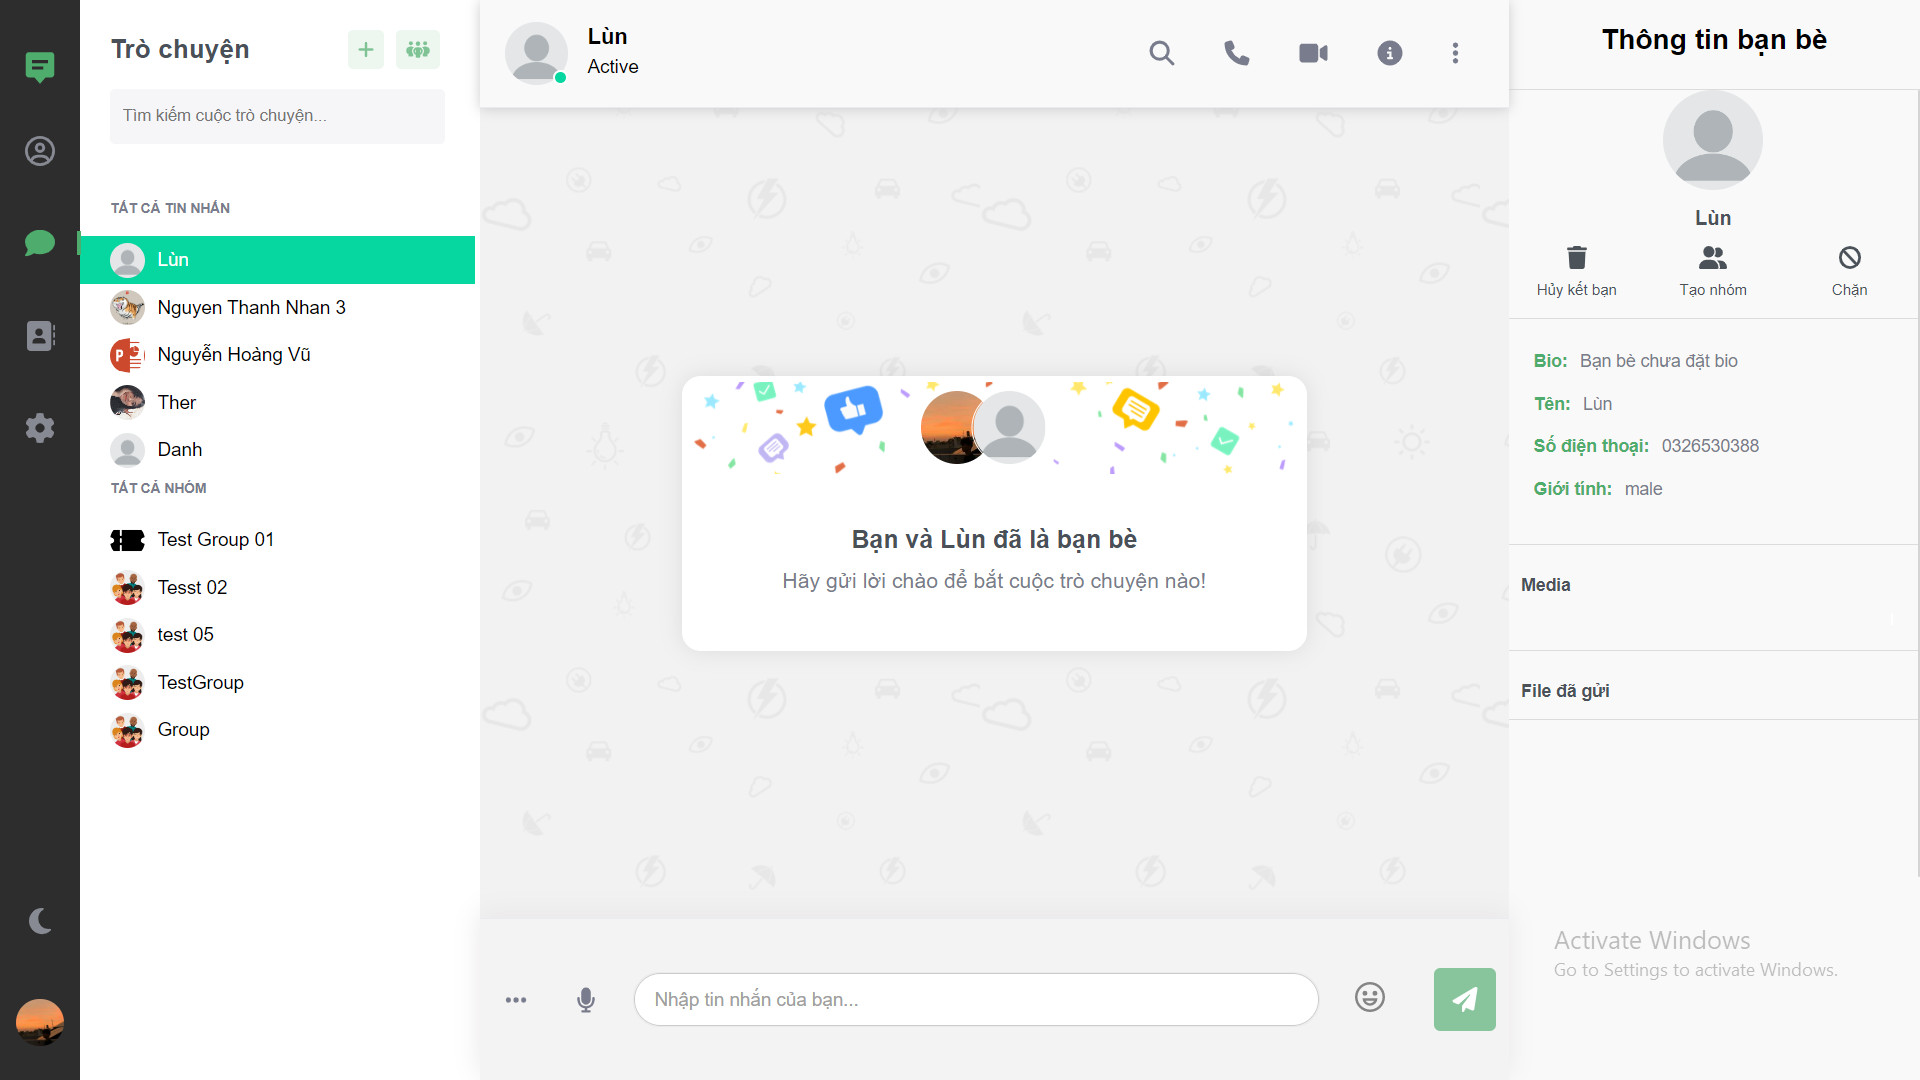 Trò chuyện
Tìm kiếm cuộc trò chuyện...
TẤT CẢ TIN NHẮN
Lùn
Nguyen Thanh Nhan 3
Nguyễn Hoàng Vũ
Ther
Danh
TẤT CẢ NHÓM
Test Group 01
Tesst 02
test 05
TestGroup
Group
Lùn
Active
Bạn và Lùn đã là bạn bè
Hãy gửi lời chào để bắt cuộc trò chuyện nào!
Nhập tin nhắn của bạn...
Thông tin bạn bè
Lùn
Hủy kết bạn
Tạo nhóm
Chặn
Bio: Bạn bè chưa đặt bio
Tên: Lùn
Số điện thoại: 0326530388
Giới tính: male
Media
File đã gửi
Activate Windows
Go to Settings to activate Windows.